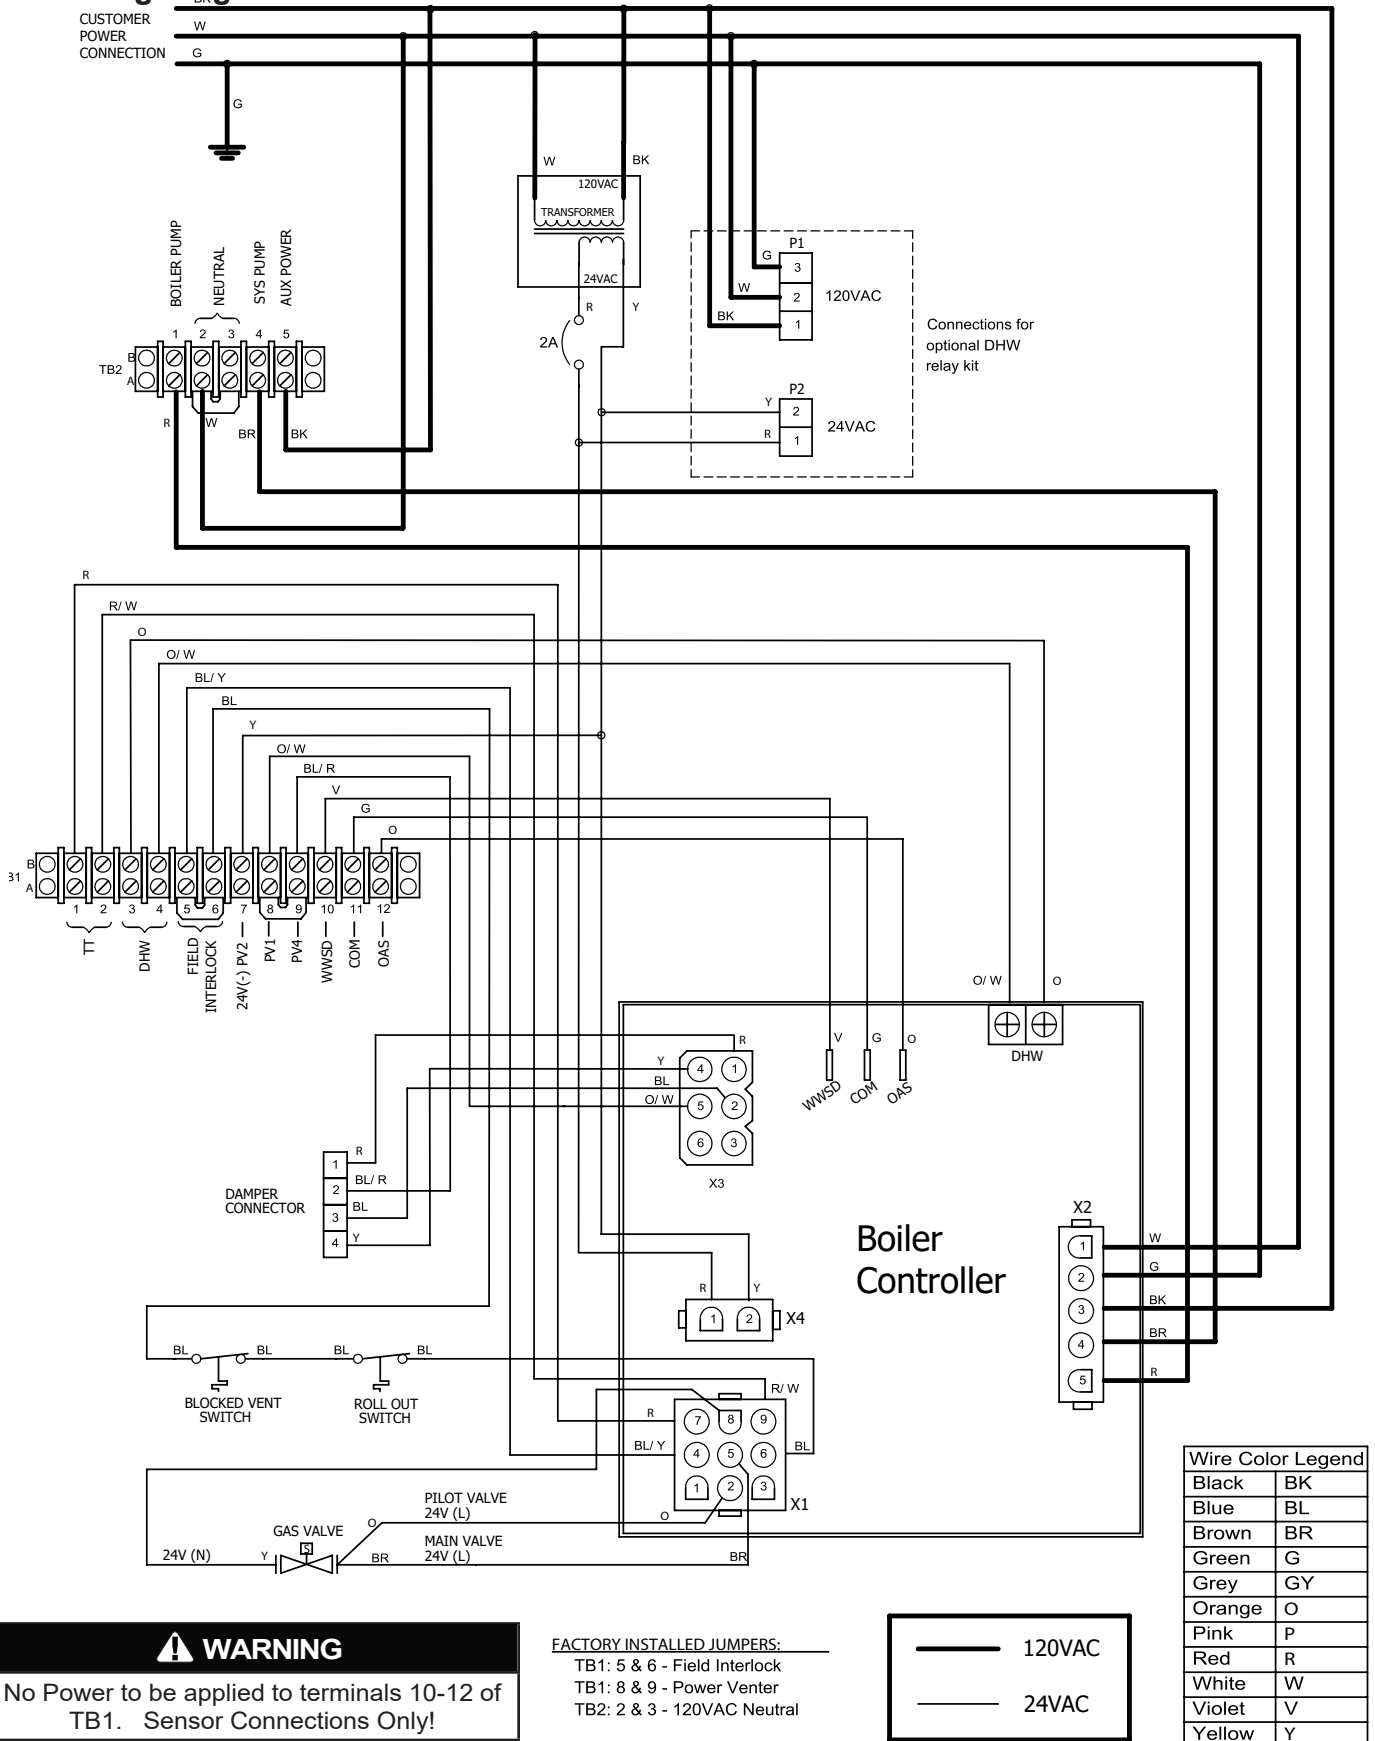 CUSTOMER
POWER
CONNECTION
W
G
G
W
BK
120VAC
TRANSFORMER
24VAC
R
Y
2A
BOILER PUMP
NEUTRAL
SYS PUMP
AUX POWER
1
2
3
4
5
TB2
B
A
R
W
BR
BK
P1
G
3
W
2
120VAC
BK
1
Connections for
optional DHW
relay kit
P2
Y
2
24VAC
R
1
R
R/ W
O
O/ W
BL/ Y
BL
Y
O/ W
BL/ R
V
G
O
B
A
1
2
3
4
5
6
7
8
9
10
11
12
TT
DHW
FIELD
INTERLOCK
24V(-) PV2
PV1
PV4
WWSD
COM
OAS
O/ W
O
DHW
V
G
O
WWSD
COM
OAS
R
Y
BL
O/ W
4
1
5
2
6
3
X3
DAMPER
CONNECTOR
1
R
2
BL/ R
3
BL
4
Y
Boiler
Controller
X2
1
W
2
G
3
BK
4
BR
5
R
R
Y
1
2
X4
BL
BL
BL
BL
BLOCKED VENT
SWITCH
ROLL OUT
SWITCH
R/ W
R
7
8
9
BL/ Y
4
5
6
BL
1
2
3
X1
PILOT VALVE
24V (L)
O
O
GAS VALVE
S
MAIN VALVE
24V (L)
24V (N)
Y
BR
BR
Wire Color Legend
Black BK
Blue BL
Brown BR
Green G
Grey GY
Orange O
Pink P
Red R
White W
Violet V
Yellow Y
WARNING
No Power to be applied to terminals 10-12 of
TB1. Sensor Connections Only!
FACTORY INSTALLED JUMPERS:
TB1: 5 & 6 - Field Interlock
TB1: 8 & 9 - Power Venter
TB2: 2 & 3 - 120VAC Neutral
120VAC
24VAC